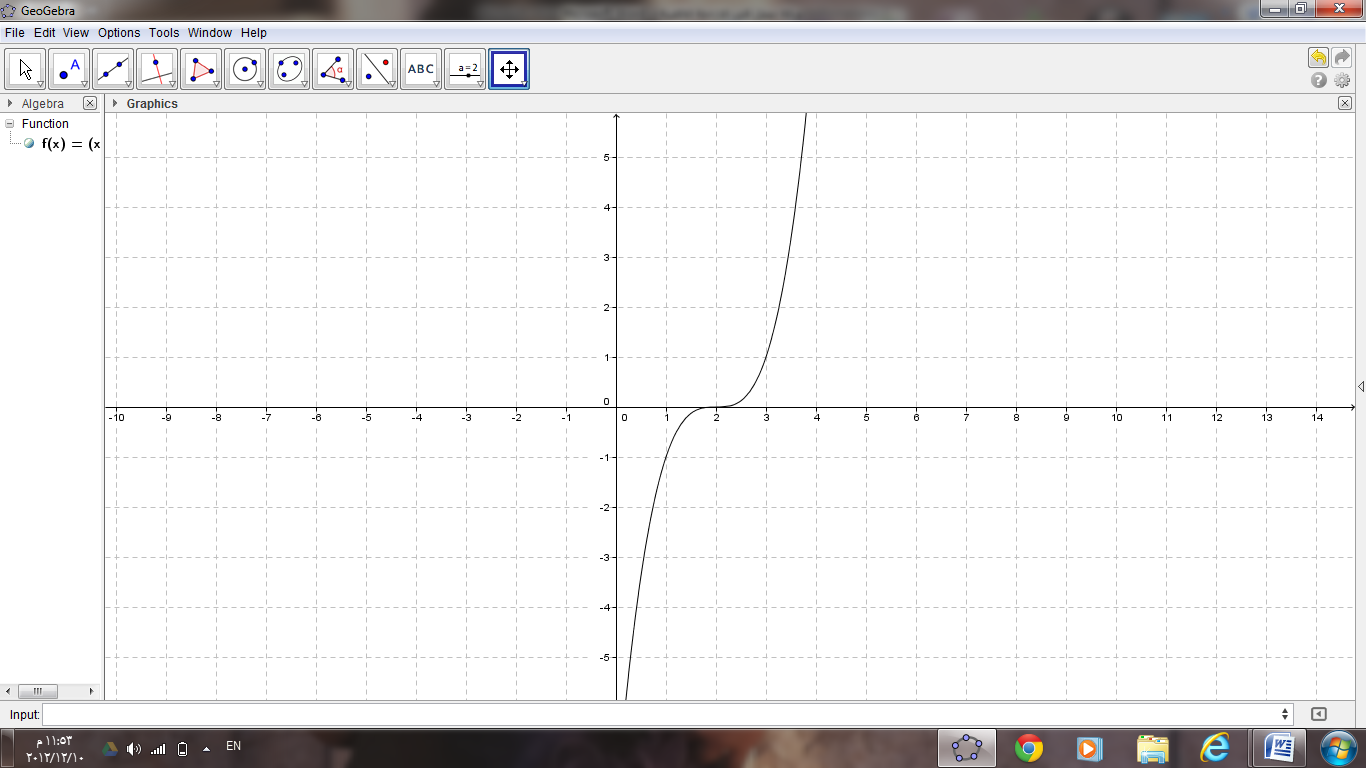 GeoGebra
File Edit View Options Tools Window Help
A α ABC a=2
Algebra
Graphics
Function
f(x) = (x
5
4
3
2
1
0
-10 -9 -8 -7 -6 -5 -4 -3 -2 -1 0 1 2 3 4 5 6 7 8 9 10 11 12 13 14
-1
-2
-3
-4
-5
Input:
١١:٥٣ م
EN
٢٠١٢/١٢/١٠